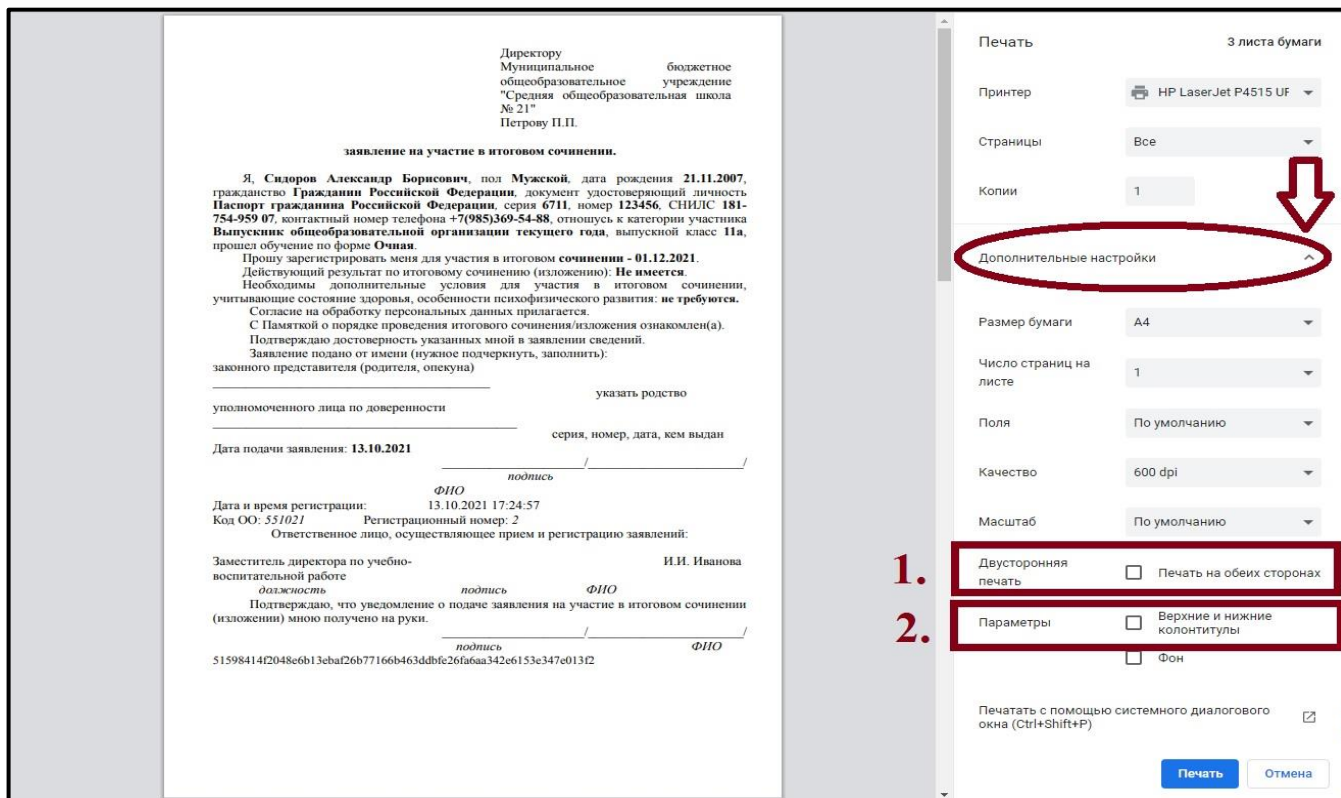 Директору
Муниципальное бюджетное
общеобразовательное учреждение
"Средняя общеобразовательная школа
№ 21"
Петрову П.П.
заявление на участие в итоговом сочинении.
Я, Сидоров Александр Борисович, пол Мужской, дата рождения 21.11.2007,
гражданство Гражданин Российской Федерации, документ удостоверяющий личность
Паспорт гражданина Российской Федерации, серия 6711, номер 123456, СНИЛС 181-
754-959 07, контактный номер телефона +7(985)369-54-88, отношусь к категории участника
Выпускник общеобразовательной организации текущего года, выпускной класс 11а,
прошел обучение по форме Очная.
Прошу зарегистрировать меня для участия в итоговом сочинении - 01.12.2021.
Действующий результат по итоговому сочинению (изложению): Не имеется.
Необходимы дополнительные условия для участия в итоговом сочинении,
учитывающие состояние здоровья, особенности психофизического развития: не требуются.
Согласие на обработку персональных данных прилагается.
С Памяткой о порядке проведения итогового сочинения/изложения ознакомлен(а).
Подтверждаю достоверность указанных мной в заявлении сведений.
Заявление подано от имени (нужное подчеркнуть, заполнить):
законного представителя (родителя, опекуна)
указать родство
уполномоченного лица по доверенности
серия, номер, дата, кем выдан
Дата подачи заявления: 13.10.2021
/ /
подпись
ФИО
Дата и время регистрации: 13.10.2021 17:24:57
Код ОО: 551021 Регистрационный номер: 2
Ответственное лицо, осуществляющее прием и регистрацию заявлений:
Заместитель директора по учебно- И.И. Иванова
воспитательной работе
должность подпись ФИО
Подтверждаю, что уведомление о подаче заявления на участие в итоговом сочинении
(изложении) мною получено на руки.
/ /
подпись ФИО
51598414f2048e6b13ebaf26b77166b463ddbfe26fa6aa342e6153e347e013f2
Печать 3 листа бумаги
Принтер HP LaserJet P4515 UF
Страницы Все
Копии 1
Дополнительные настройки
Размер бумаги A4
Число страниц на
листе 1
Поля По умолчанию
Качество 600 dpi
Масштаб По умолчанию
1. Двусторонняя
печать Печать на обеих сторонах
2. Параметры Верхние и нижние
колонтитулы
Фон
Печатать с помощью системного диалогового
окна (Ctrl+Shift+P)
Печать Отмена